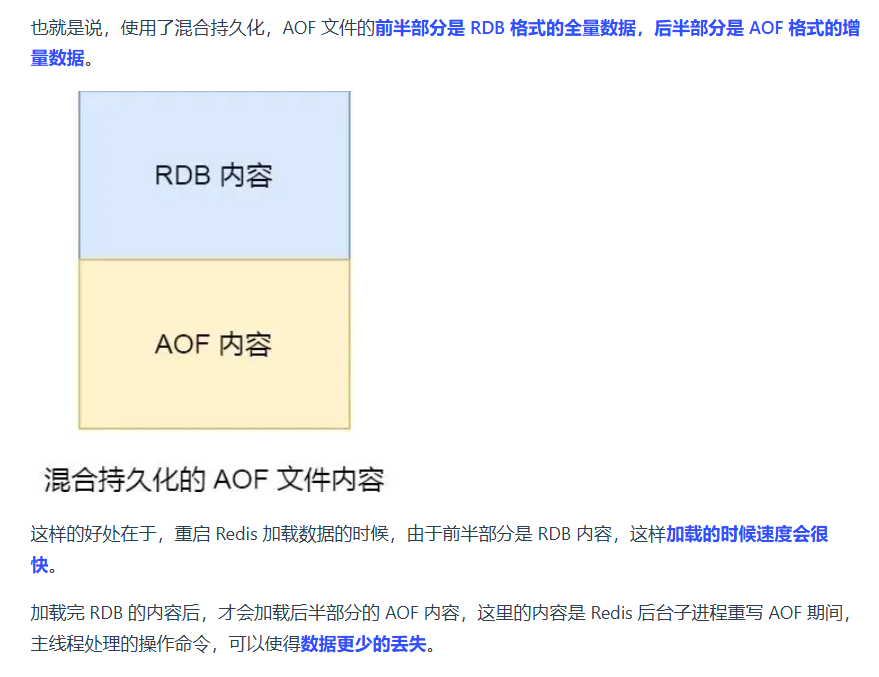 也就是说，使用了混合持久化，AOF 文件的前半部分是 RDB 格式的全量数据，后半部分是 AOF 格式的增
量数据。
RDB 内容
AOF 内容
混合持久化的 AOF 文件内容
这样的好处在于，重启 Redis 加载数据的时候，由于前半部分是 RDB 内容，这样加载的时候速度会很
快。
加载完 RDB 的内容后，才会加载后半部分的 AOF 内容，这里的内容是 Redis 后台子进程重写 AOF 期间，
主线程处理的操作命令，可以使得数据更少的丢失。